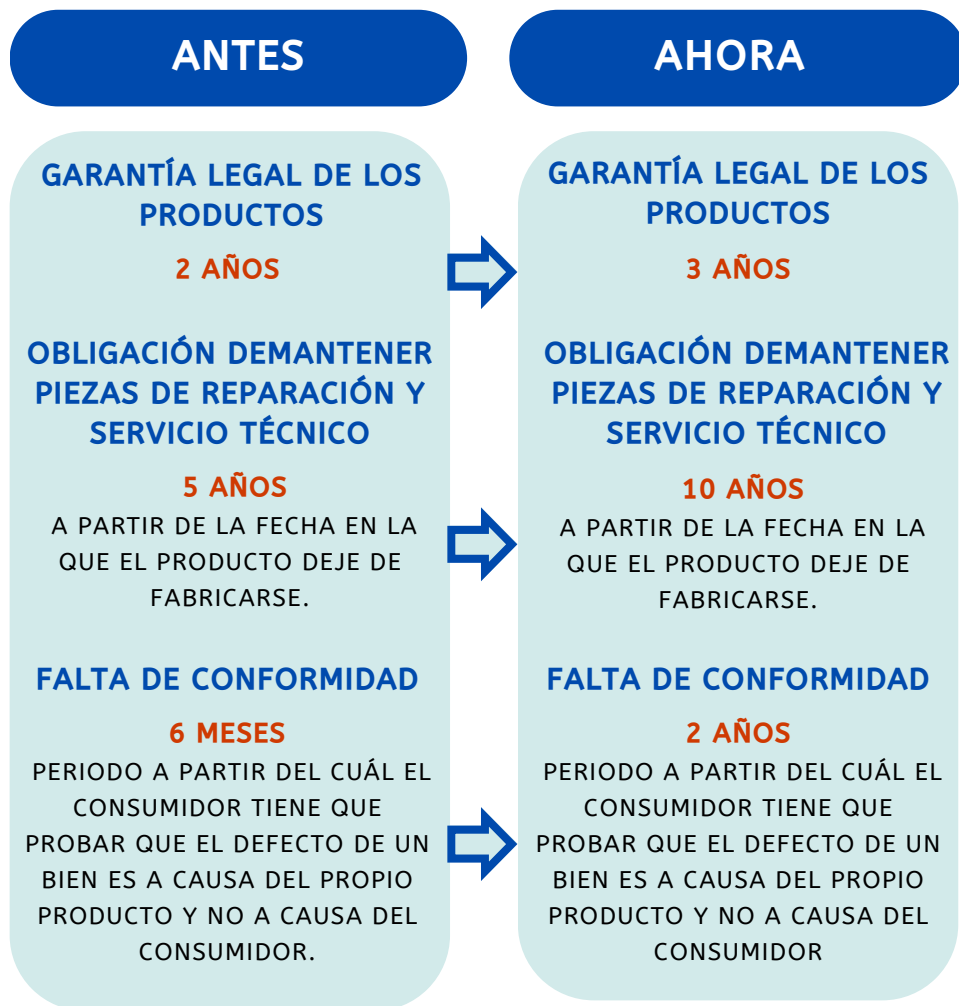 ANTES
GARANTÍA LEGAL DE LOS
PRODUCTOS
2 AÑOS
OBLIGACIÓN DEMANTENER
PIEZAS DE REPARACIÓN Y
SERVICIO TÉCNICO
5 AÑOS
A PARTIR DE LA FECHA EN LA
QUE EL PRODUCTO DEJE DE
FABRICARSE.
FALTA DE CONFORMIDAD
6 MESES
PERIODO A PARTIR DEL CUÁL EL
CONSUMIDOR TIENE QUE
PROBAR QUE EL DEFECTO DE UN
BIEN ES A CAUSA DEL PROPIO
PRODUCTO Y NO A CAUSA DEL
CONSUMIDOR.
AHORA
GARANTÍA LEGAL DE LOS
PRODUCTOS
3 AÑOS
OBLIGACIÓN DEMANTENER
PIEZAS DE REPARACIÓN Y
SERVICIO TÉCNICO
10 AÑOS
A PARTIR DE LA FECHA EN LA
QUE EL PRODUCTO DEJE DE
FABRICARSE.
FALTA DE CONFORMIDAD
2 AÑOS
PERIODO A PARTIR DEL CUÁL EL
CONSUMIDOR TIENE QUE
PROBAR QUE EL DEFECTO DE UN
BIEN ES A CAUSA DEL PROPIO
PRODUCTO Y NO A CAUSA DEL
CONSUMIDOR